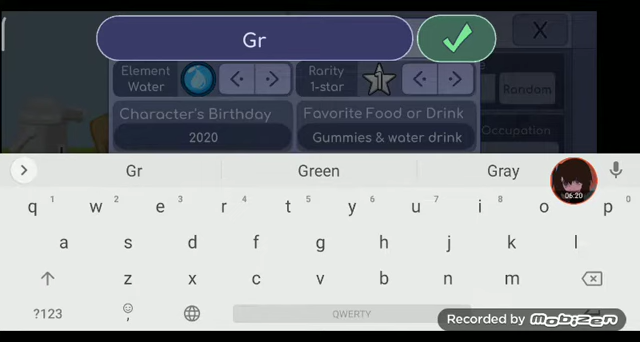 Gr
X
Element
Water
Rarity
1-star
1
Random
Character's Birthday
Favorite Food or Drink
2020
Gummies & water drink
Occupation
Gr Green Gray
06:20
q 1 w 2 e 3 r 4 t 5 y 6 u 7 i 8 o p 0
a s d f g h j k l
z x c v b n m
?123 , QWERTY
Recorded by MOBIZEN